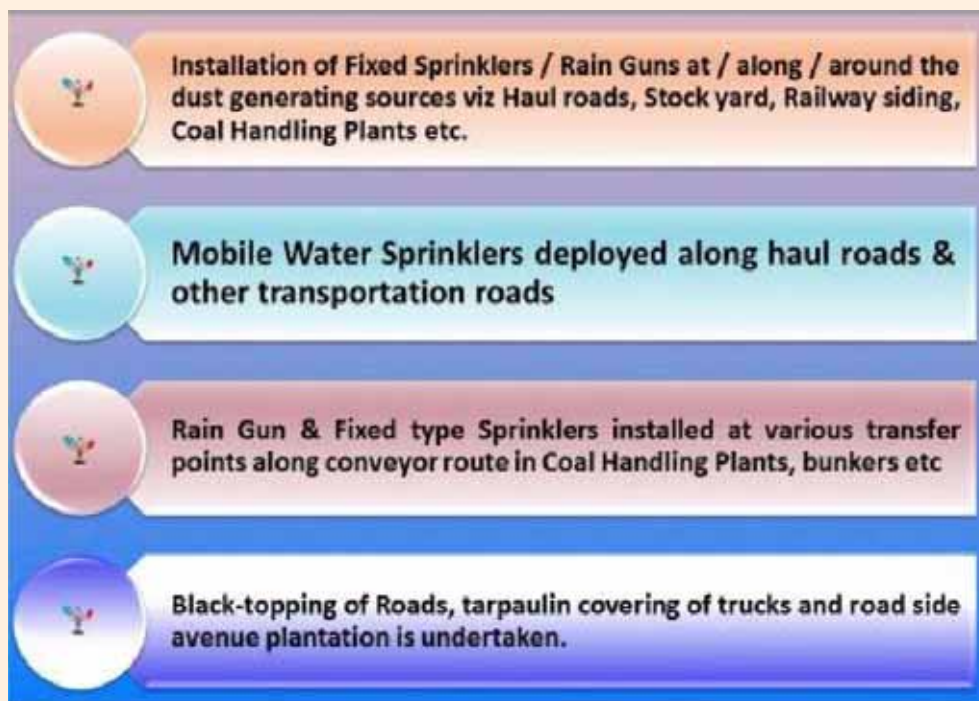 Installation of Fixed Sprinklers / Rain Guns at / along / around the
dust generating sources viz Haul roads, Stock yard, Railway siding,
Coal Handling Plants etc.
Mobile Water Sprinklers deployed along haul roads &
other transportation roads
Rain Gun & Fixed type Sprinklers installed at various transfer
points along conveyor route in Coal Handling Plants, bunkers etc
Black-topping of Roads, tarpaulin covering of trucks and road side
avenue plantation is undertaken.